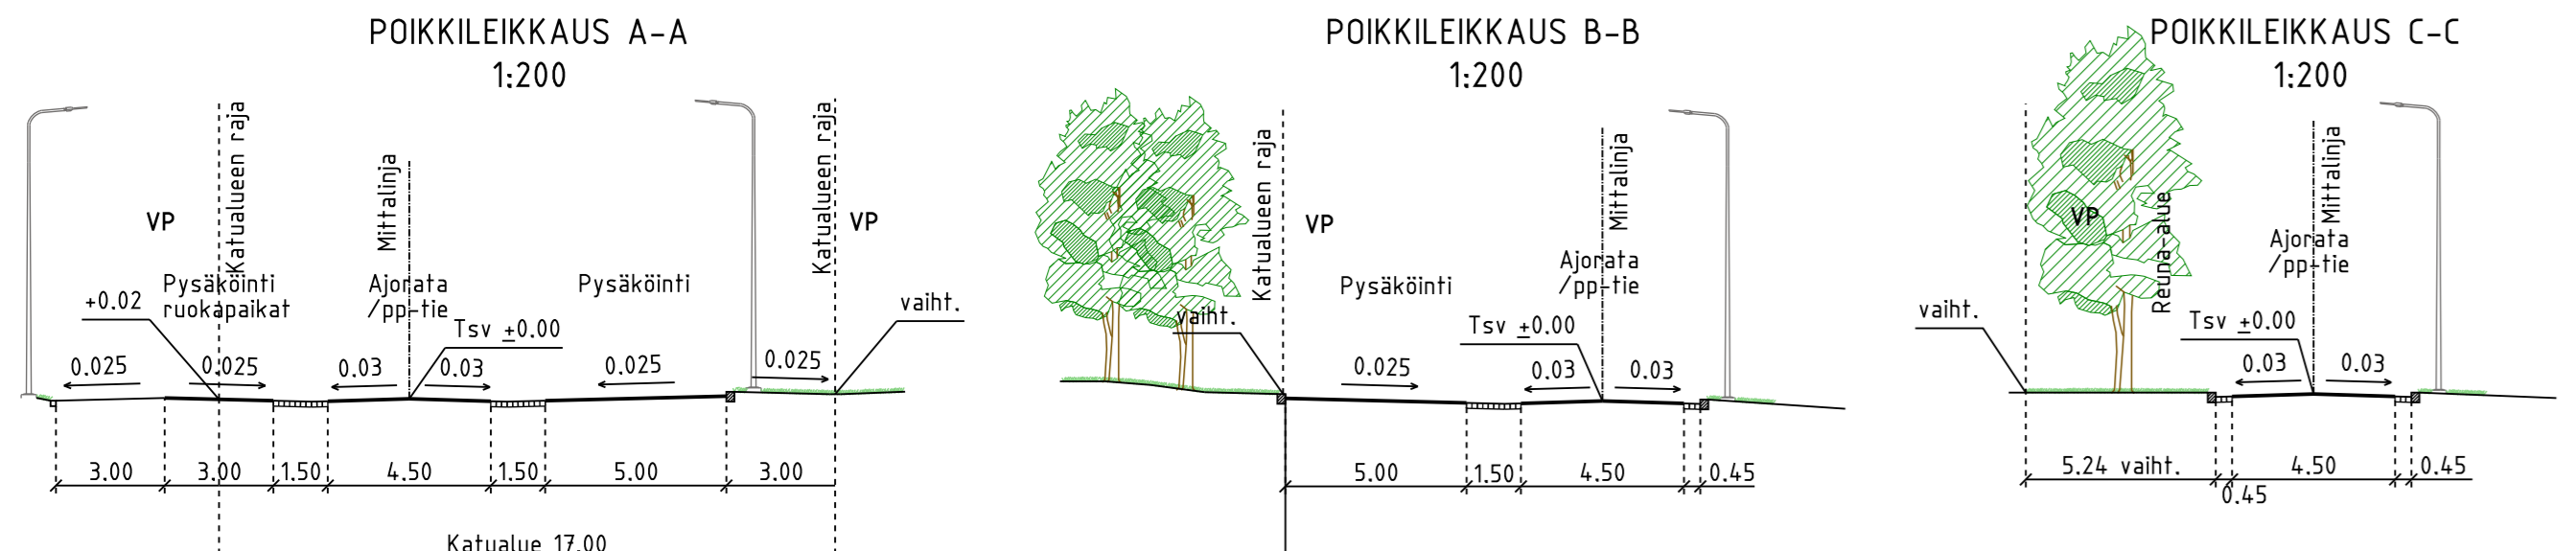 POIKKILEIKKAUS A-A
1:200
Katualueen raja
Mittalinja
Katualueen raja
VP
VP
Pysäköinti
ruokapaikat
Ajorata
/pp-tie
Pysäköinti
+0.02
Tsv ±0.00
vaiht.
0.025
0.025
0.03
0.03
0.025
0.025
3.00
3.00
1.50
4.50
1.50
5.00
3.00
Katualue 17.00
POIKKILEIKKAUS B-B
1:200
Katualueen raja
Mittalinja
VP
Pysäköinti
Ajorata
/pp-tie
vaiht.
Tsv ±0.00
0.025
0.03
0.03
5.00
1.50
4.50
0.45
POIKKILEIKKAUS C-C
1:200
Mittalinja
VP
Reuna-alue
Ajorata
/pp-tie
vaiht.
Tsv ±0.00
0.03
0.03
5.24 vaiht.
4.50
0.45
0.45